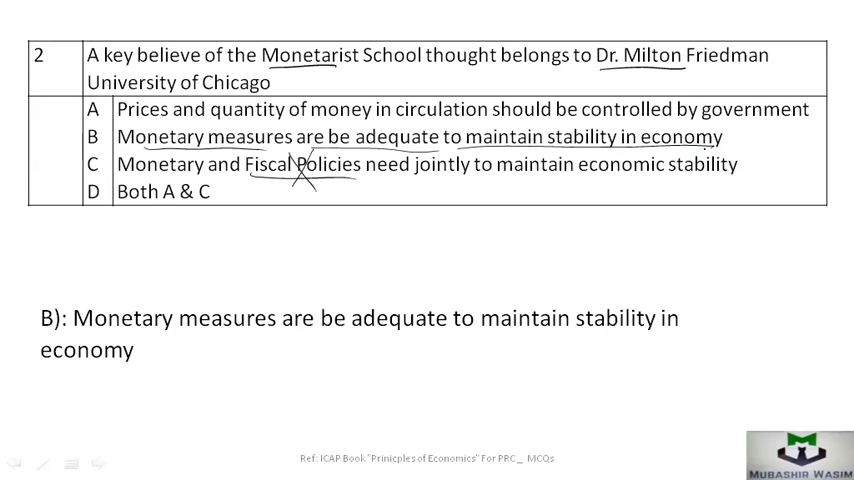 2 A key believe of the Monetarist School thought belongs to Dr. Milton Friedman
University of Chicago
A Prices and quantity of money in circulation should be controlled by government
B Monetary measures are be adequate to maintain stability in economy
C Monetary and Fiscal Policies need jointly to maintain economic stability
D Both A & C
B): Monetary measures are be adequate to maintain stability in
economy
Ref: ICAP Book "Prinicples of Economics" For PRC_ MCQs
MUBASHIR WASIM